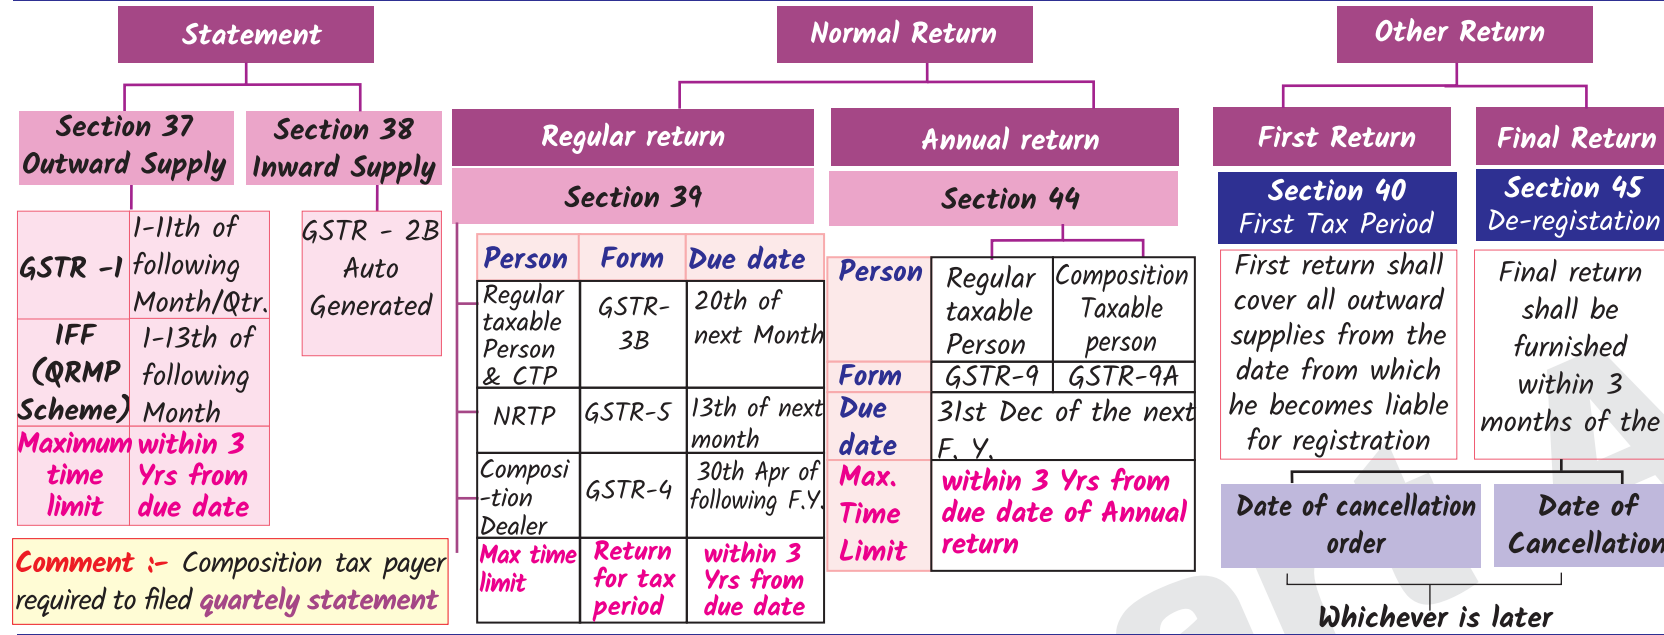 Statement
Normal Return
Other Return
Section 37
Outward Supply
Section 38
Inward Supply
GSTR -1
1-11th of
following
Month/Qtr.
IFF
(QRMP
Scheme)
1-13th of
following
Month
Maximum
time
limit
within 3
Yrs from
due date
GSTR - 2B
Auto
Generated
Comment :- Composition tax payer
required to filed quartely statement
Regular return
Section 39
Person
Form
Due date
Regular
taxable
Person
& CTP
GSTR-
3B
20th of
next Month
NRTP
GSTR-5
13th of next
month
Composi
-tion
Dealer
GSTR-4
30th Apr of
following F.Y.
Max time
limit
Return
for tax
period
within 3
Yrs from
due date
Annual return
Section 44
Person
Regular
taxable
Person
Composition
Taxable
person
Form
GSTR-9
GSTR-9A
Due
date
31st Dec of the next
F. Y.
Max.
Time
Limit
within 3 Yrs from
due date of Annual
return
First Return
Section 40
First Tax Period
First return shall
cover all outward
supplies from the
date from which
he becomes liable
for registration
Final Return
Section 45
De-registation
Final return
shall be
furnished
within 3
months of the
Date of cancellation
order
Date of
Cancellation
Whichever is later